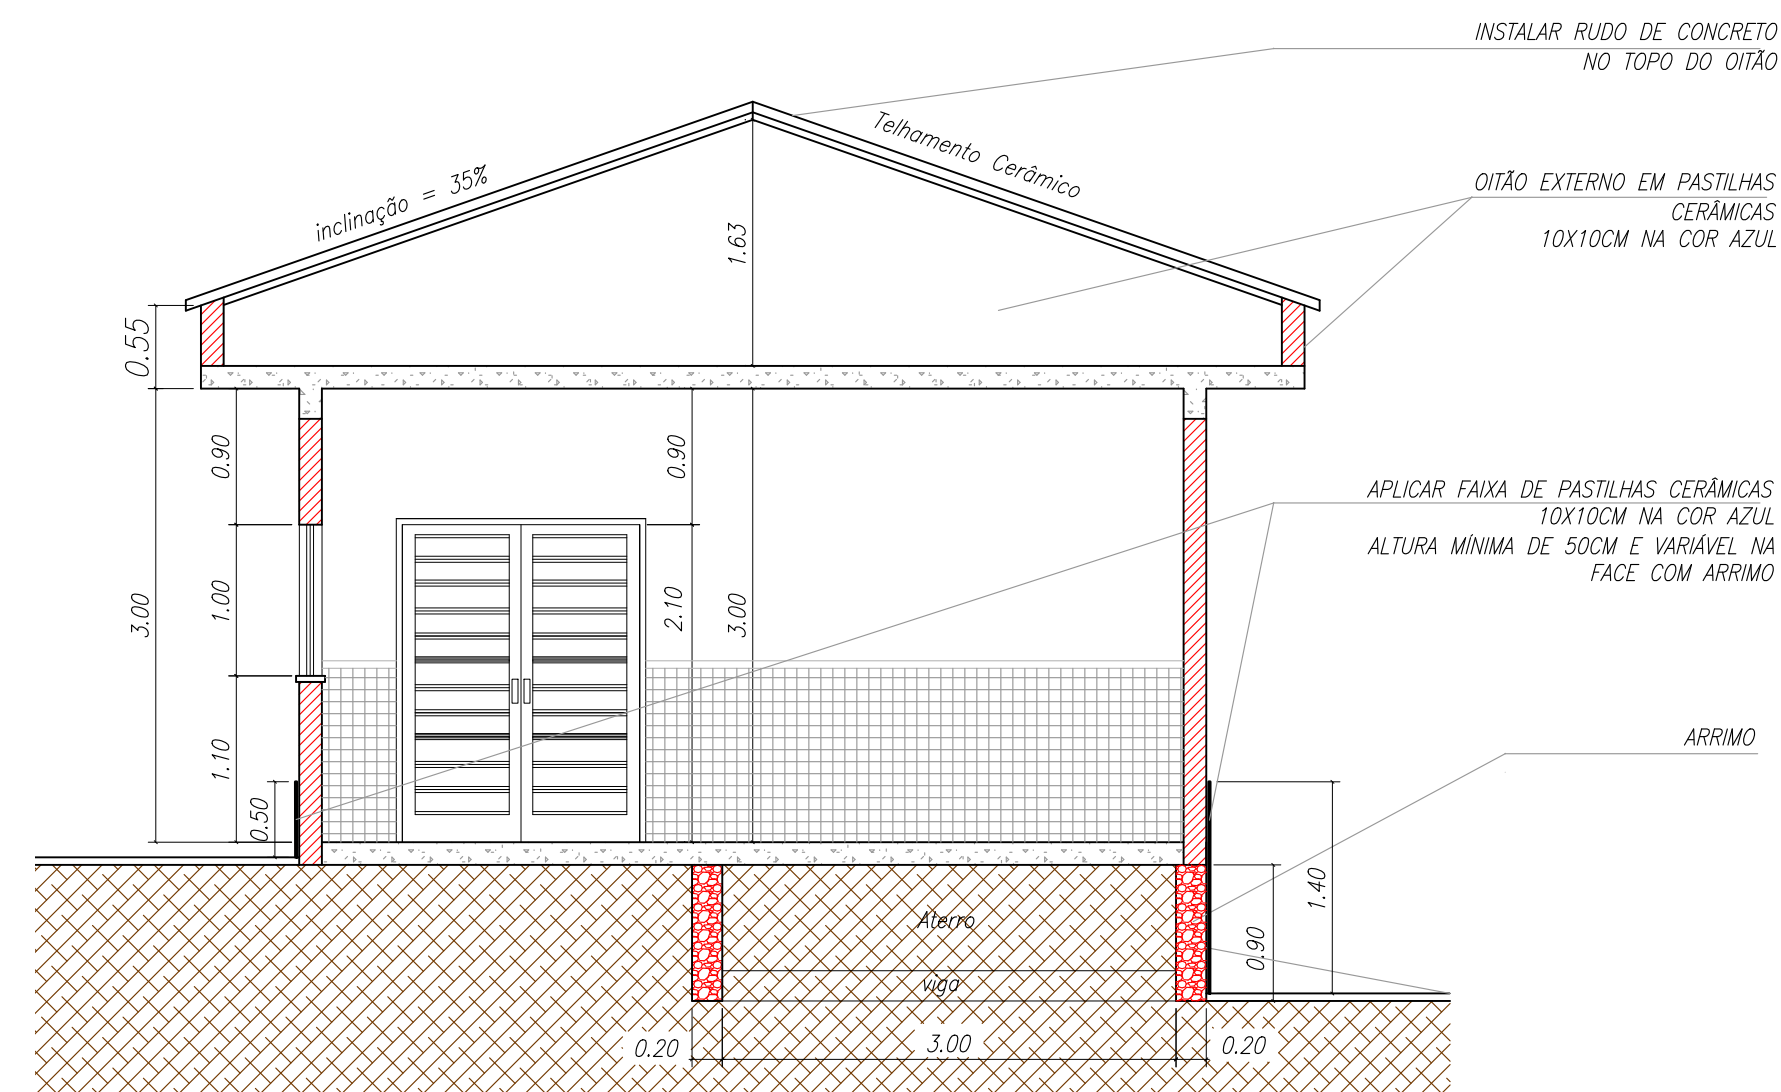 INSTALAR RUDO DE CONCRETO
NO TOPO DO OITÃO
Telhamento Cerâmico
inclinação = 35%
OITÃO EXTERNO EM PASTILHAS
CERÂMICAS
10X10CM NA COR AZUL
1.63
0.55
0.90
0.90
APLICAR FAIXA DE PASTILHAS CERÂMICAS
10X10CM NA COR AZUL
ALTURA MÍNIMA DE 50CM E VARIÁVEL NA
FACE COM ARRIMO
3.00
1.00
2.10
3.00
ARRIMO
1.10
0.50
1.40
Aterro
0.90
viga
0.20
3.00
0.20